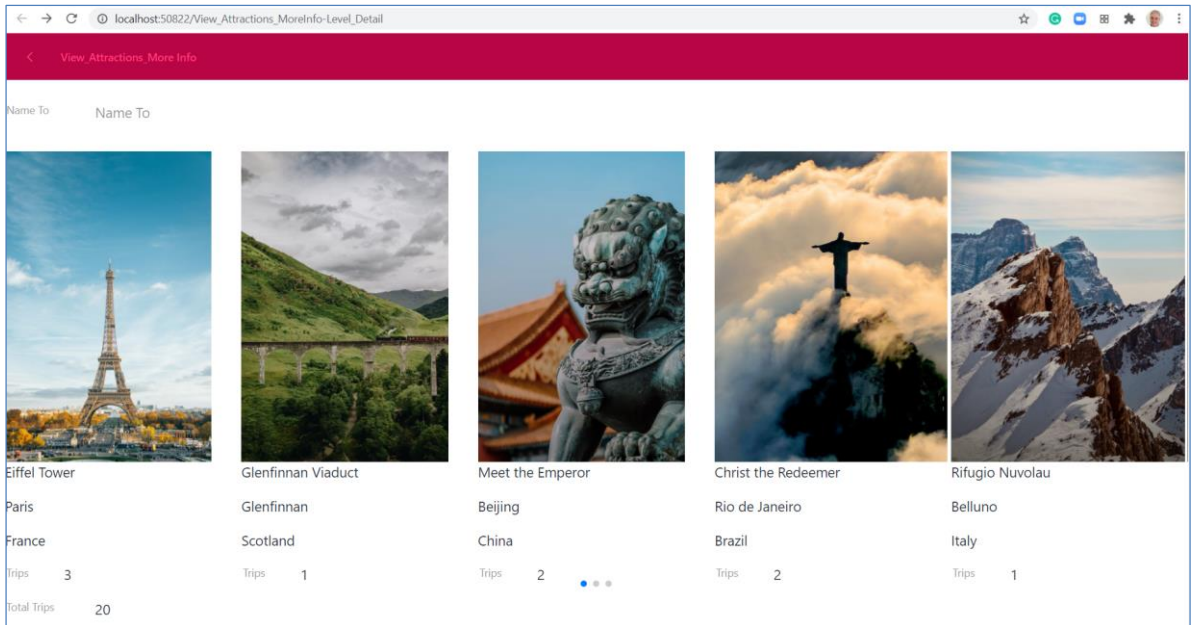 localhost:50822/View_Attractions_MoreInfo-Level_Detail
View_Attractions_More Info
Name To Name To
Eiffel Tower Glenfinnan Viaduct Meet the Emperor Christ the Redeemer Rifugio Nuvolau
Paris Glenfinnan Beijing Rio de Janeiro Belluno
France Scotland China Brazil Italy
Trips 3 Trips 1 Trips 2 Trips 2 Trips 1
Total Trips 20